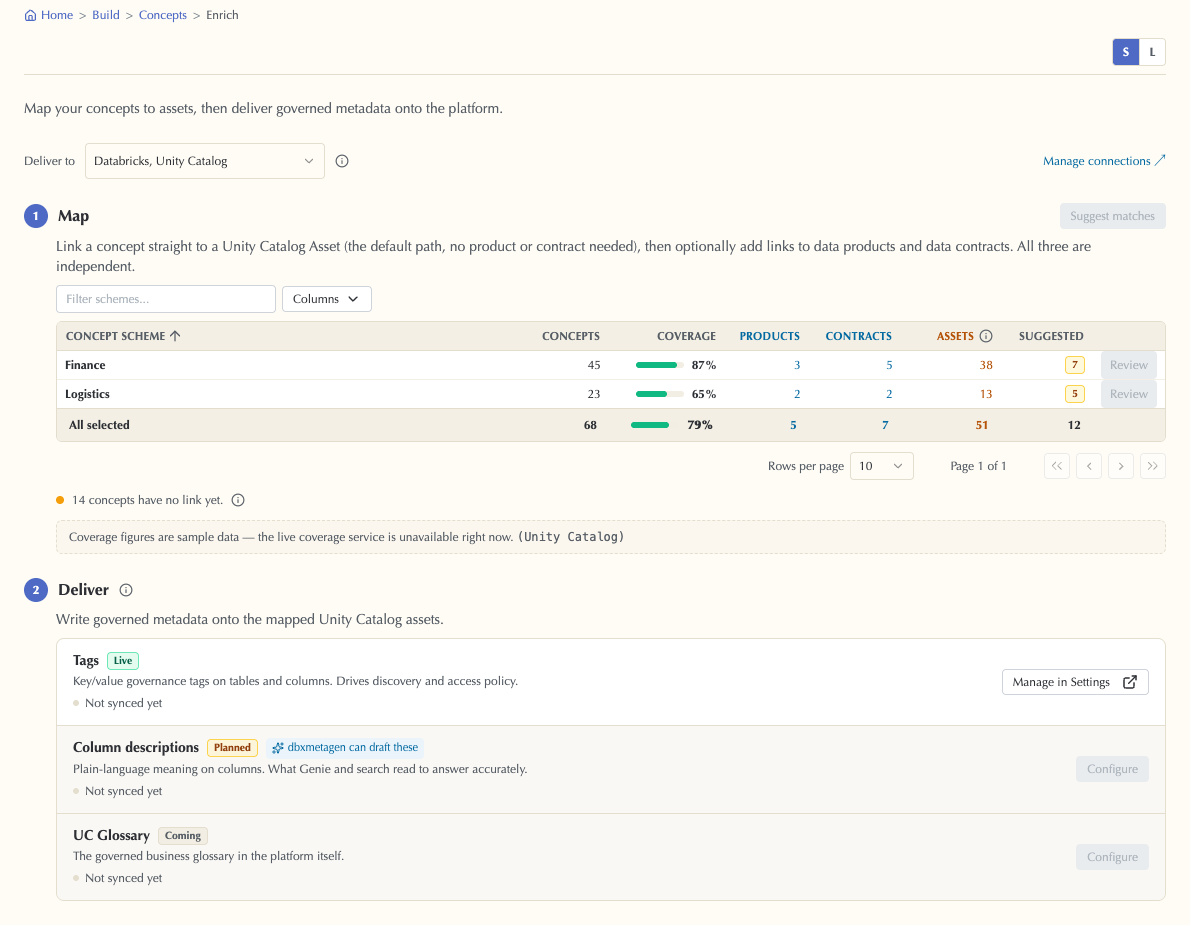 Home > Build > Concepts > Enrich
S L
Map your concepts to assets, then deliver governed metadata onto the platform.
Deliver to Databricks, Unity Catalog Manage connections
1 Map Suggest matches
Link a concept straight to a Unity Catalog Asset (the default path, no product or contract needed), then optionally add links to data products and data contracts. All three are
independent.
Filter schemes... Columns
CONCEPT SCHEME CONCEPTS COVERAGE PRODUCTS CONTRACTS ASSETS SUGGESTED
Finance 45 87% 3 5 38 7 Review
Logistics 23 65% 2 2 13 5 Review
All selected 68 79% 5 7 51 12
Rows per page 10 Page 1 of 1
14 concepts have no link yet.
Coverage figures are sample data — the live coverage service is unavailable right now. (Unity Catalog)
2 Deliver
Write governed metadata onto the mapped Unity Catalog assets.
Tags Live
Key/value governance tags on tables and columns. Drives discovery and access policy.
Manage in Settings
Not synced yet
Column descriptions Planned dbxmetagen can draft these
Plain-language meaning on columns. What Genie and search read to answer accurately.
Configure
Not synced yet
UC Glossary Coming
The governed business glossary in the platform itself.
Configure
Not synced yet